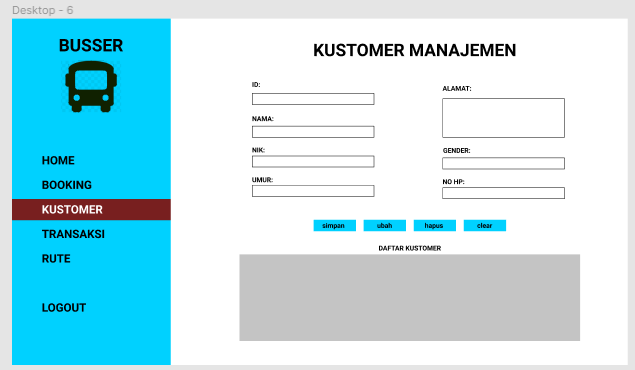 Desktop - 6
BUSSER
HOME
BOOKING
KUSTOMER
TRANSAKSI
RUTE
LOGOUT
KUSTOMER MANAJEMEN
ID:
NAMA:
NIK:
UMUR:
ALAMAT:
GENDER:
NO HP:
simpan ubah hapus clear
DAFTAR KUSTOMER